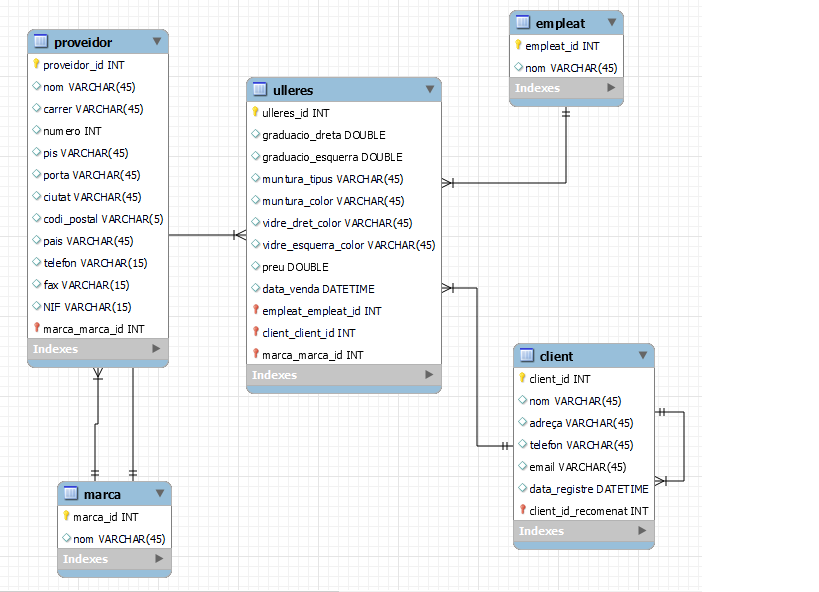 proveidor
proveidor_id INT
nom VARCHAR(45)
carrer VARCHAR(45)
numero INT
pis VARCHAR(45)
porta VARCHAR(45)
ciutat VARCHAR(45)
codi_postal VARCHAR(5)
pais VARCHAR(45)
telefon VARCHAR(15)
fax VARCHAR(15)
NIF VARCHAR(15)
marca_marca_id INT
Indexes
ulleres
ulleres_id INT
graduacio_dreta DOUBLE
graduacio_esquerra DOUBLE
muntura_tipus VARCHAR(45)
muntura_color VARCHAR(45)
vidre_dret_color VARCHAR(45)
vidre_esquerra_color VARCHAR(45)
preu DOUBLE
data_venda DATETIME
empleat_empleat_id INT
client_client_id INT
marca_marca_id INT
Indexes
empleat
empleat_id INT
nom VARCHAR(45)
Indexes
client
client_id INT
nom VARCHAR(45)
adreça VARCHAR(45)
telefon VARCHAR(45)
email VARCHAR(45)
data_registre DATETIME
client_id_recomenat INT
Indexes
marca
marca_id INT
nom VARCHAR(45)
Indexes